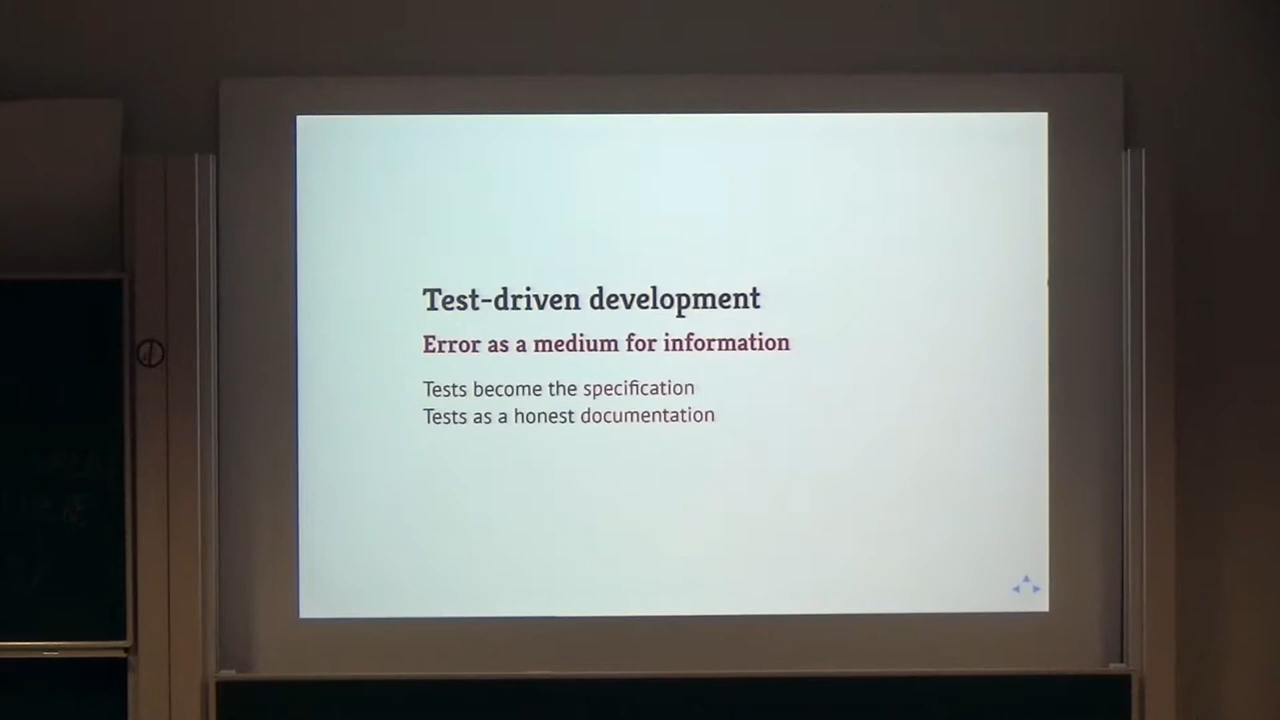 Test-driven development
Error as a medium for information
Tests become the specification
Tests as a honest documentation